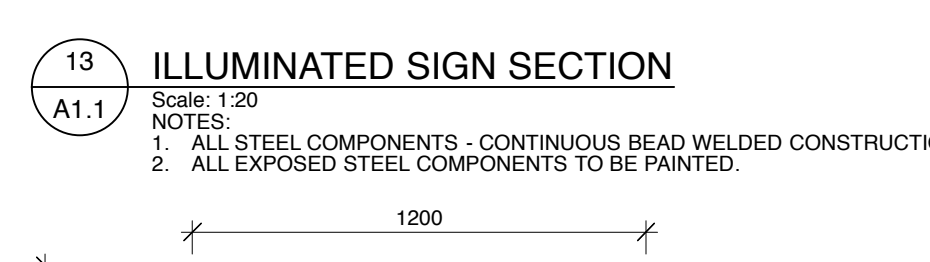 13
A1.1
ILLUMINATED SIGN SECTION
Scale: 1:20
NOTES:
1. ALL STEEL COMPONENTS - CONTINUOUS BEAD WELDED
2. ALL EXPOSED STEEL COMPONENTS TO BE PAINTED.
1200